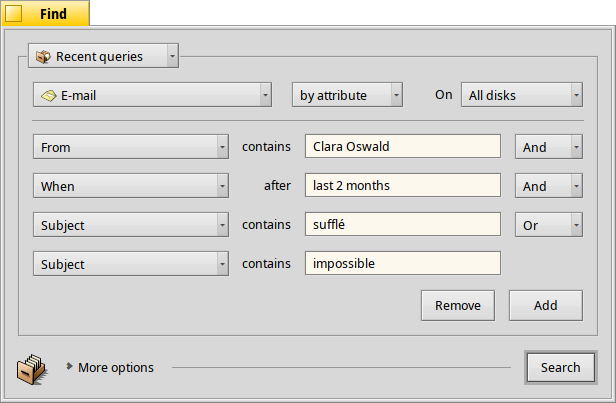 Find
Recent queries
E-mail by attribute On All disks
From contains Clara Oswald And
When after last 2 months And
Subject contains sufflé Or
Subject contains impossible
Remove Add
More options Search